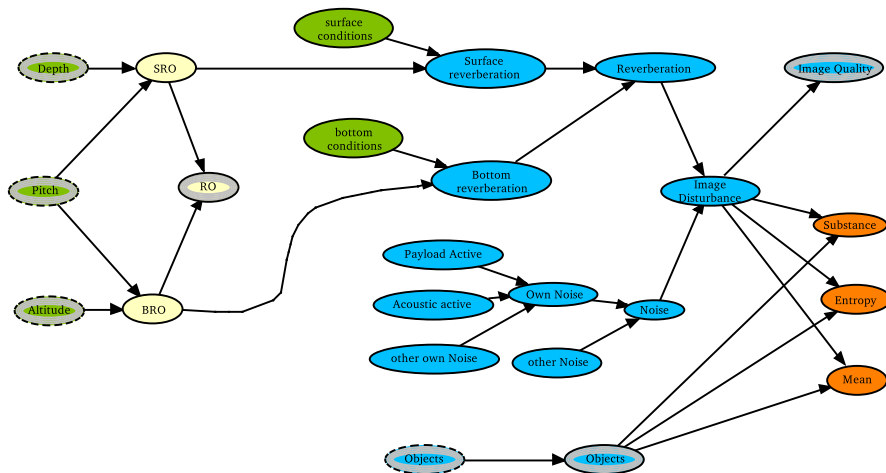 surface
conditions
Depth
SRO
Surface
reverberation
Reverberation
Image Quality
bottom
conditions
Pitch
RO
Bottom
reverberation
Image
Disturbance
Substance
Payload Active
Altitude
BRO
Acoustic active
Own Noise
Noise
Entropy
other own Noise
other Noise
Mean
Objects
Objects